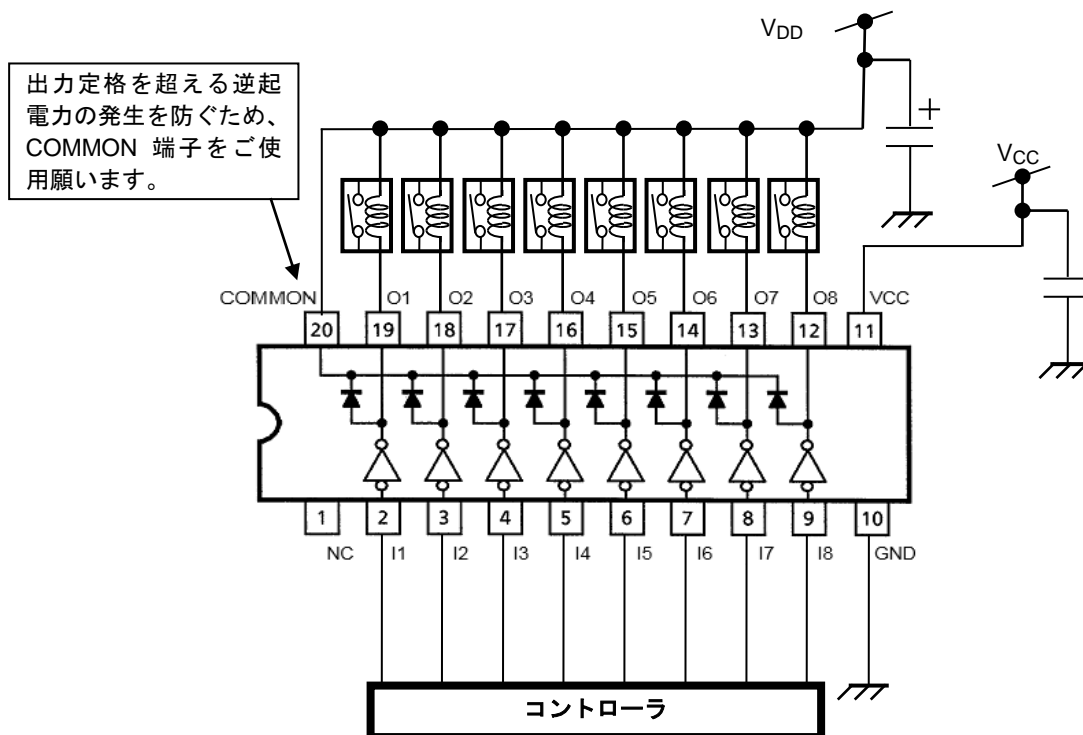 VDD
出力定格を超える逆起
電力の発生を防ぐため、
COMMON 端子をご使
用願います。
+
VCC
COMMON O1 O2 O3 O4 O5 O6 O7 O8 VCC
20 19 18 17 16 15 14 13 12 11
1 2 3 4 5 6 7 8 9 10
NC I1 I2 I3 I4 I5 I6 I7 I8 GND
コントローラ